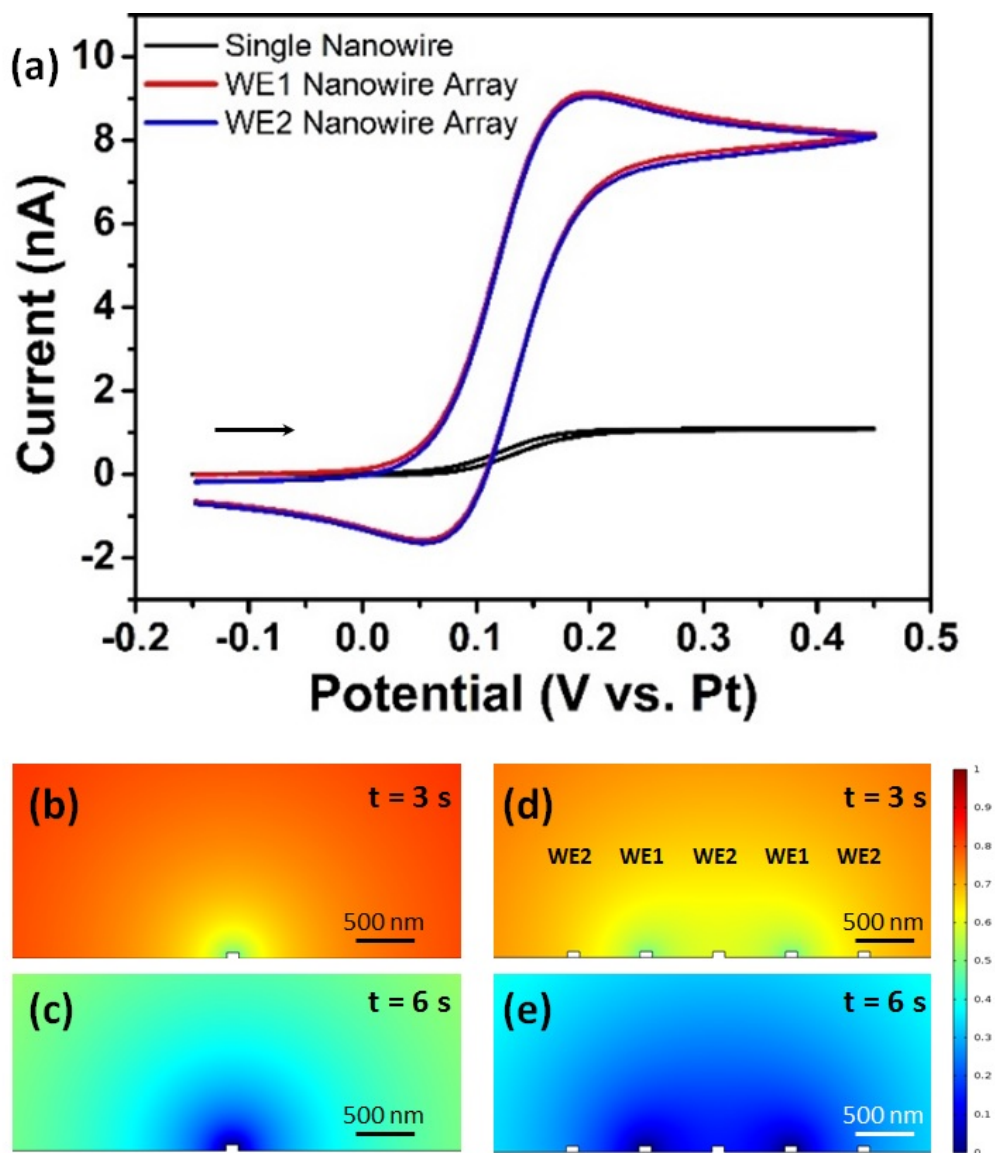 (a)
Single Nanowire
WE1 Nanowire Array
WE2 Nanowire Array
Current (nA)
10
8
6
4
2
0
-2
-0.2 -0.1 0.0 0.1 0.2 0.3 0.4 0.5
Potential (V vs. Pt)
(b) t = 3 s
500 nm
(c) t = 6 s
500 nm
(d) t = 3 s
WE2 WE1 WE2 WE1 WE2
500 nm
(e) t = 6 s
500 nm
1
0.9
0.8
0.7
0.6
0.5
0.4
0.3
0.2
0.1
0